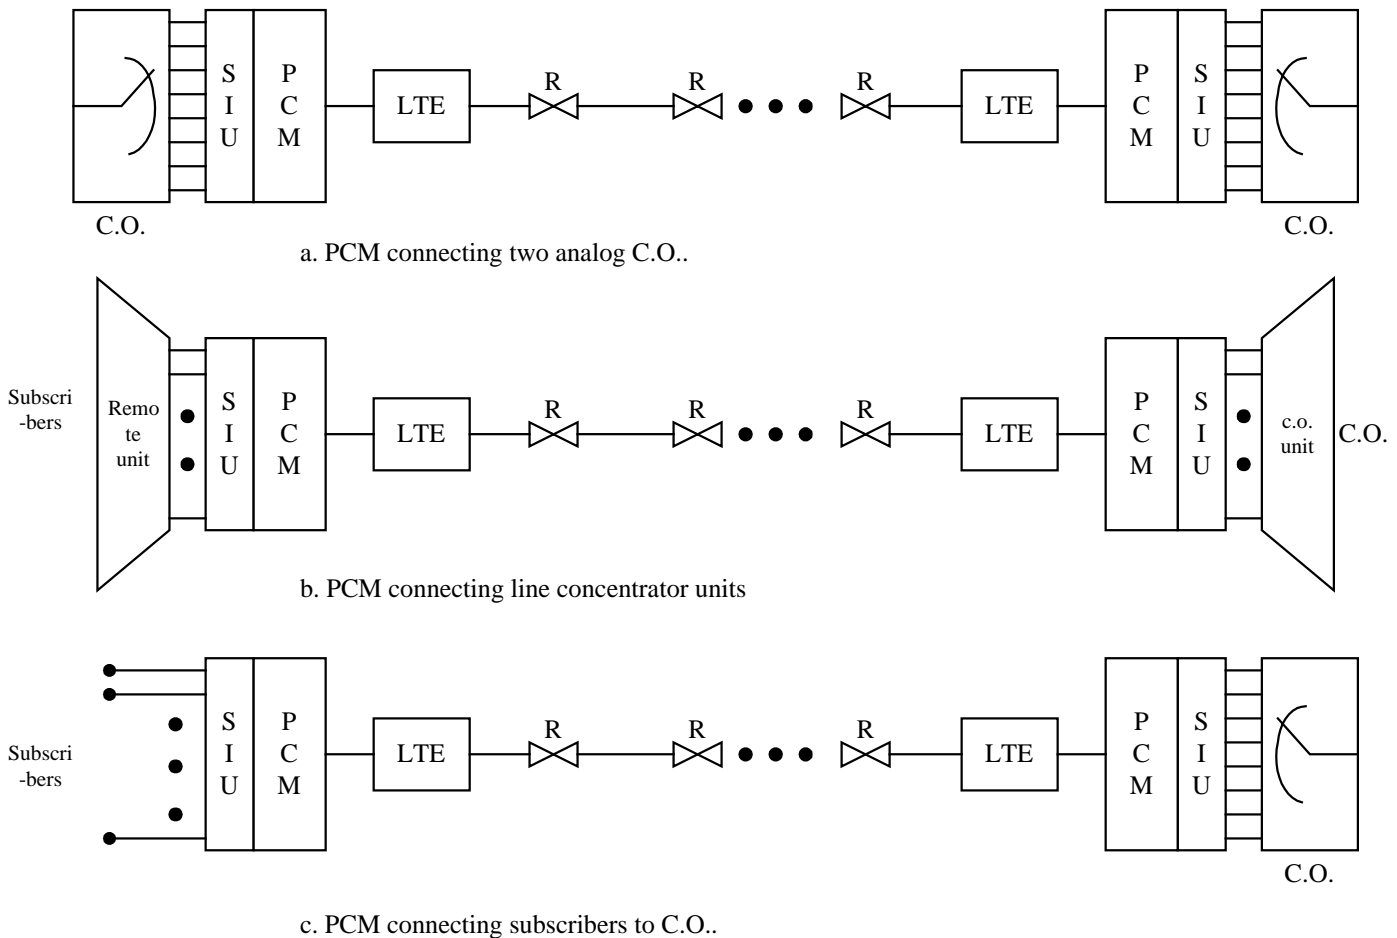 S I U
P C M
LTE
R
R
R
LTE
P C M
S I U
C.O.
C.O.
a. PCM connecting two analog C.O..
Subscri
-bers
Remo
te
unit
S I U
P C M
LTE
R
R
R
LTE
P C M
S I U
c.o.
unit
C.O.
b. PCM connecting line concentrator units
Subscri
-bers
S I U
P C M
LTE
R
R
R
LTE
P C M
S I U
C.O.
c. PCM connecting subscribers to C.O..